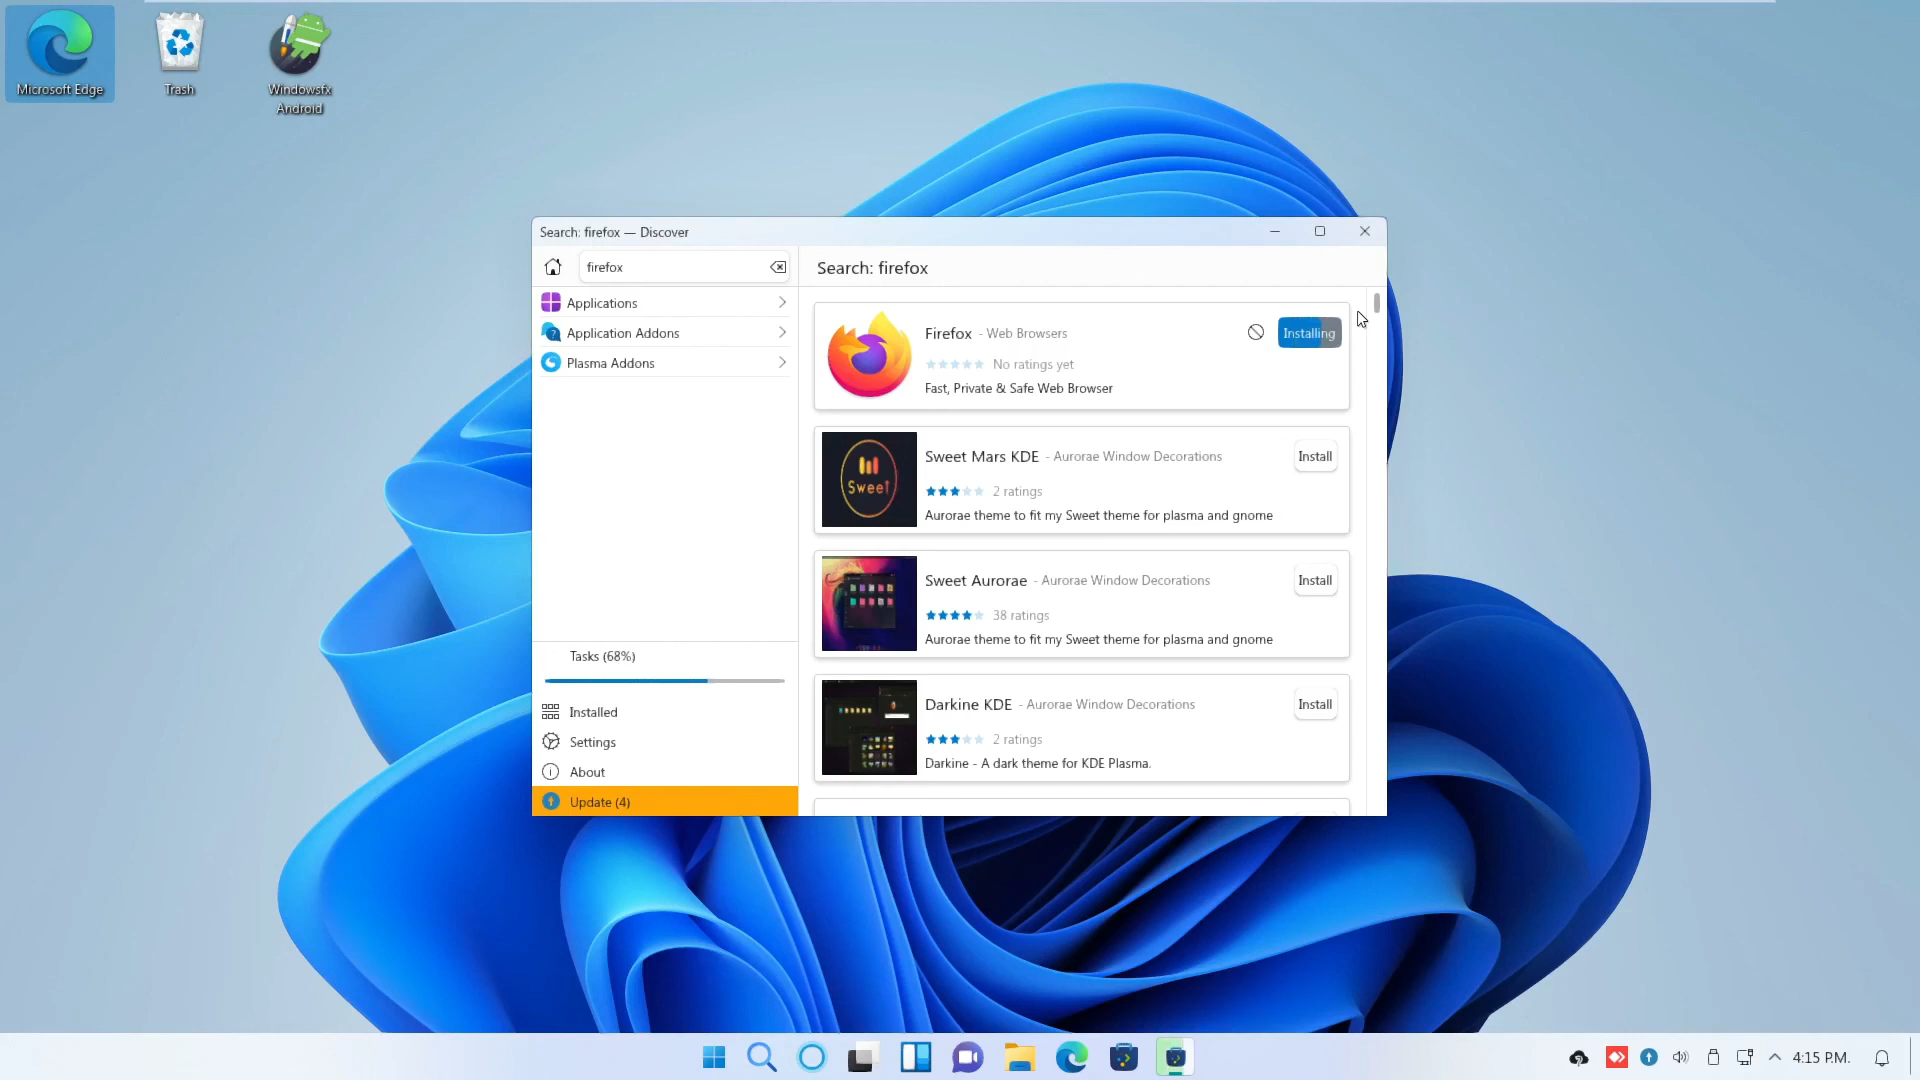 Microsoft Edge
Trash
Windowsfx
Android
Search: firefox — Discover
firefox
Search: firefox
Applications
Application Addons
Plasma Addons
Firefox - Web Browsers
Installing
No ratings yet
Fast, Private & Safe Web Browser
Sweet
Sweet Mars KDE - Aurorae Window Decorations
Install
2 ratings
Aurorae theme to fit my Sweet theme for plasma and gnome
Sweet Aurorae - Aurorae Window Decorations
Install
38 ratings
Aurorae theme to fit my Sweet theme for plasma and gnome
Darkine KDE - Aurorae Window Decorations
Install
2 ratings
Darkine - A dark theme for KDE Plasma.
Tasks (68%)
Installed
Settings
About
Update (4)
4:15 P.M.